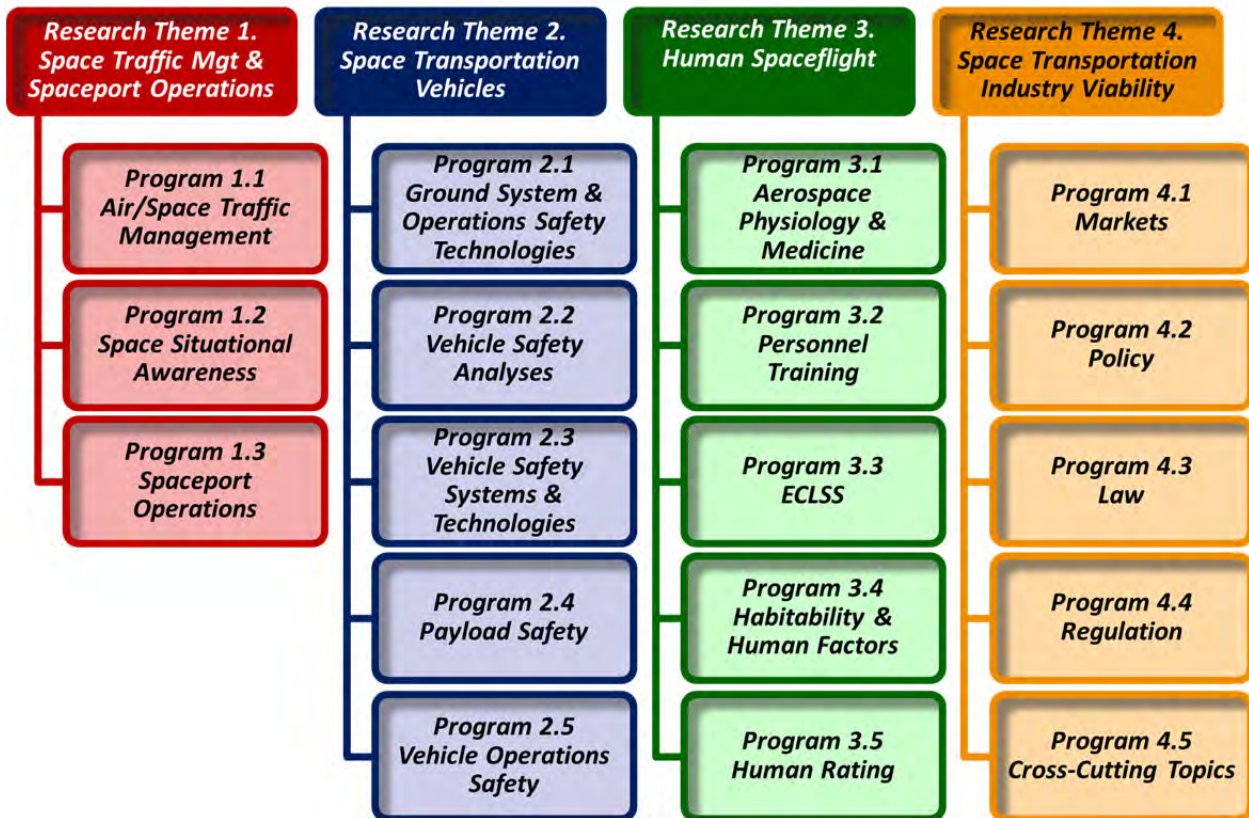 Research Theme 1.
Space Traffic Mgt &
Spaceport Operations
Program 1.1
Air/Space Traffic
Management
Program 1.2
Space Situational
Awareness
Program 1.3
Spaceport
Operations
Research Theme 2.
Space Transportation
Vehicles
Program 2.1
Ground System &
Operations Safety
Technologies
Program 2.2
Vehicle Safety
Analyses
Program 2.3
Vehicle Safety
Systems &
Technologies
Program 2.4
Payload Safety
Program 2.5
Vehicle Operations
Safety
Research Theme 3.
Human Spaceflight
Program 3.1
Aerospace
Physiology &
Medicine
Program 3.2
Personnel
Training
Program 3.3
ECLSS
Program 3.4
Habitability &
Human Factors
Program 3.5
Human Rating
Research Theme 4.
Space Transportation
Industry Viability
Program 4.1
Markets
Program 4.2
Policy
Program 4.3
Law
Program 4.4
Regulation
Program 4.5
Cross-Cutting Topics